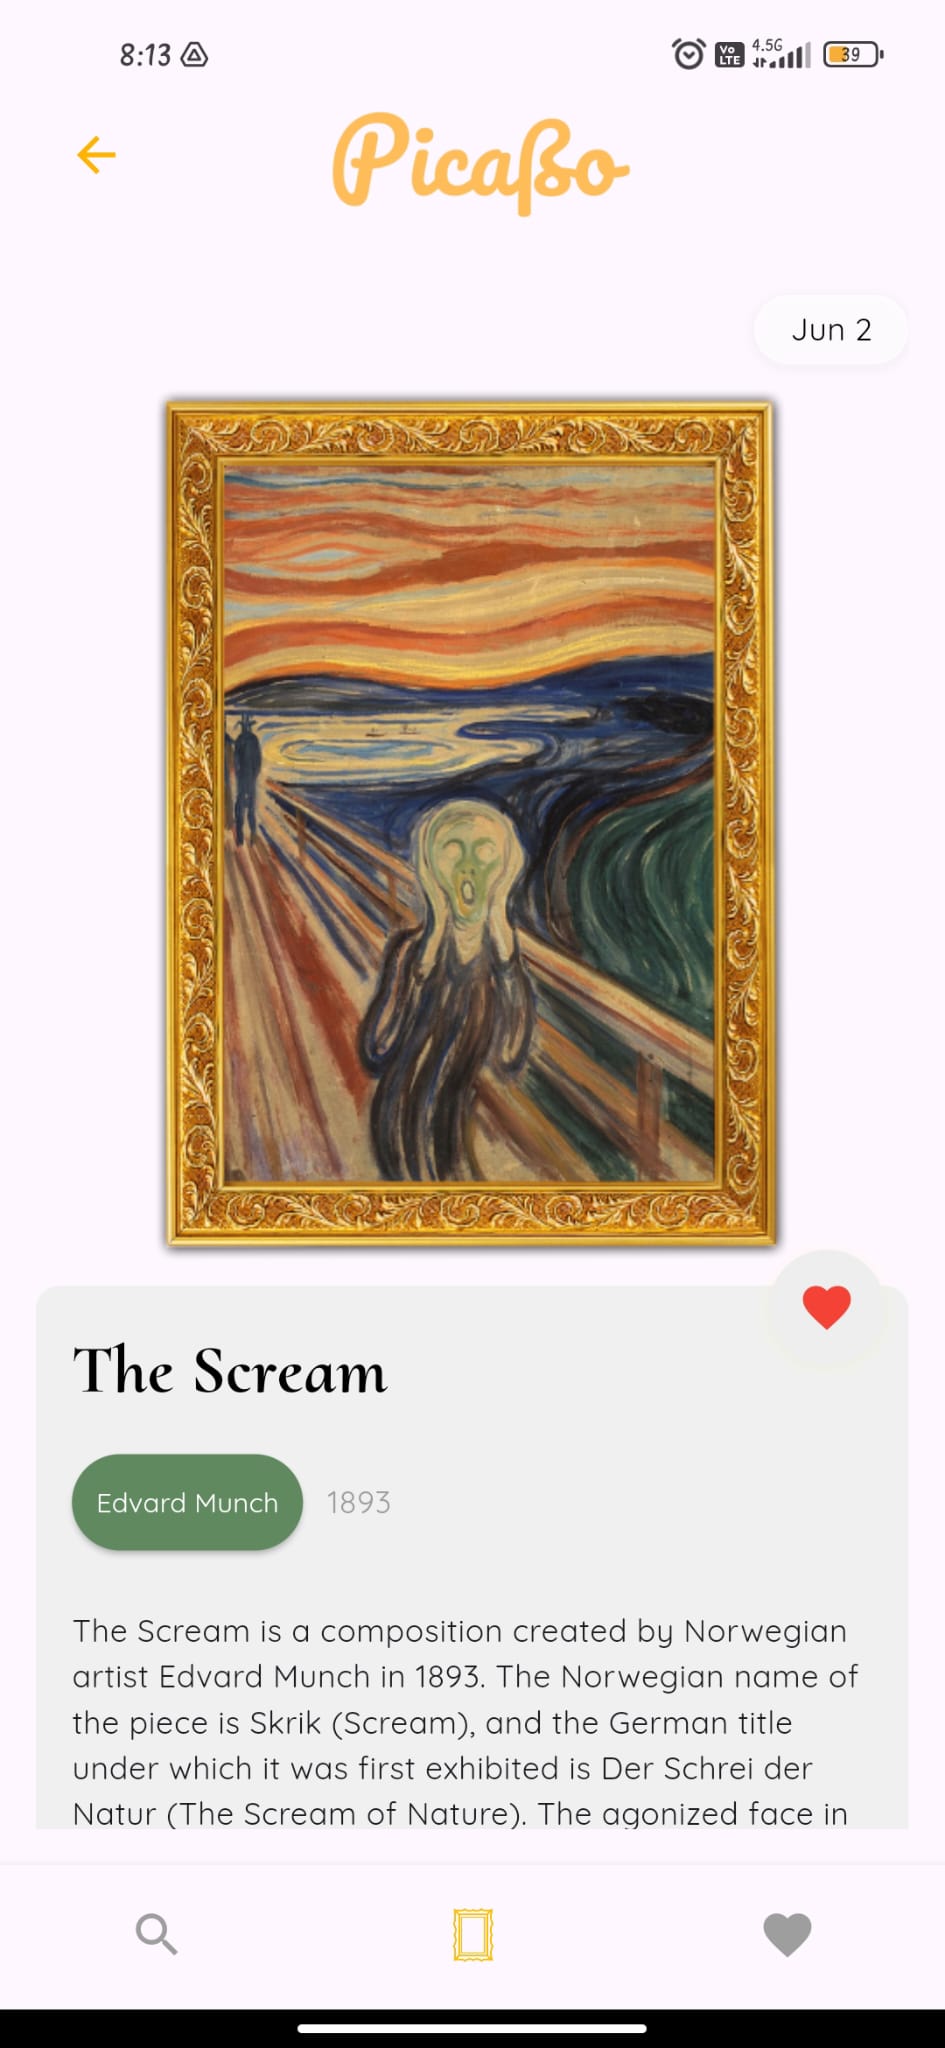 8:13
Vo LTE 4.5G 39
Picaßo
Jun 2
The Scream
Edvard Munch 1893
The Scream is a composition created by Norwegian
artist Edvard Munch in 1893. The Norwegian name of
the piece is Skrik (Scream), and the German title
under which it was first exhibited is Der Schrei der
Natur (The Scream of Nature). The agonized face in